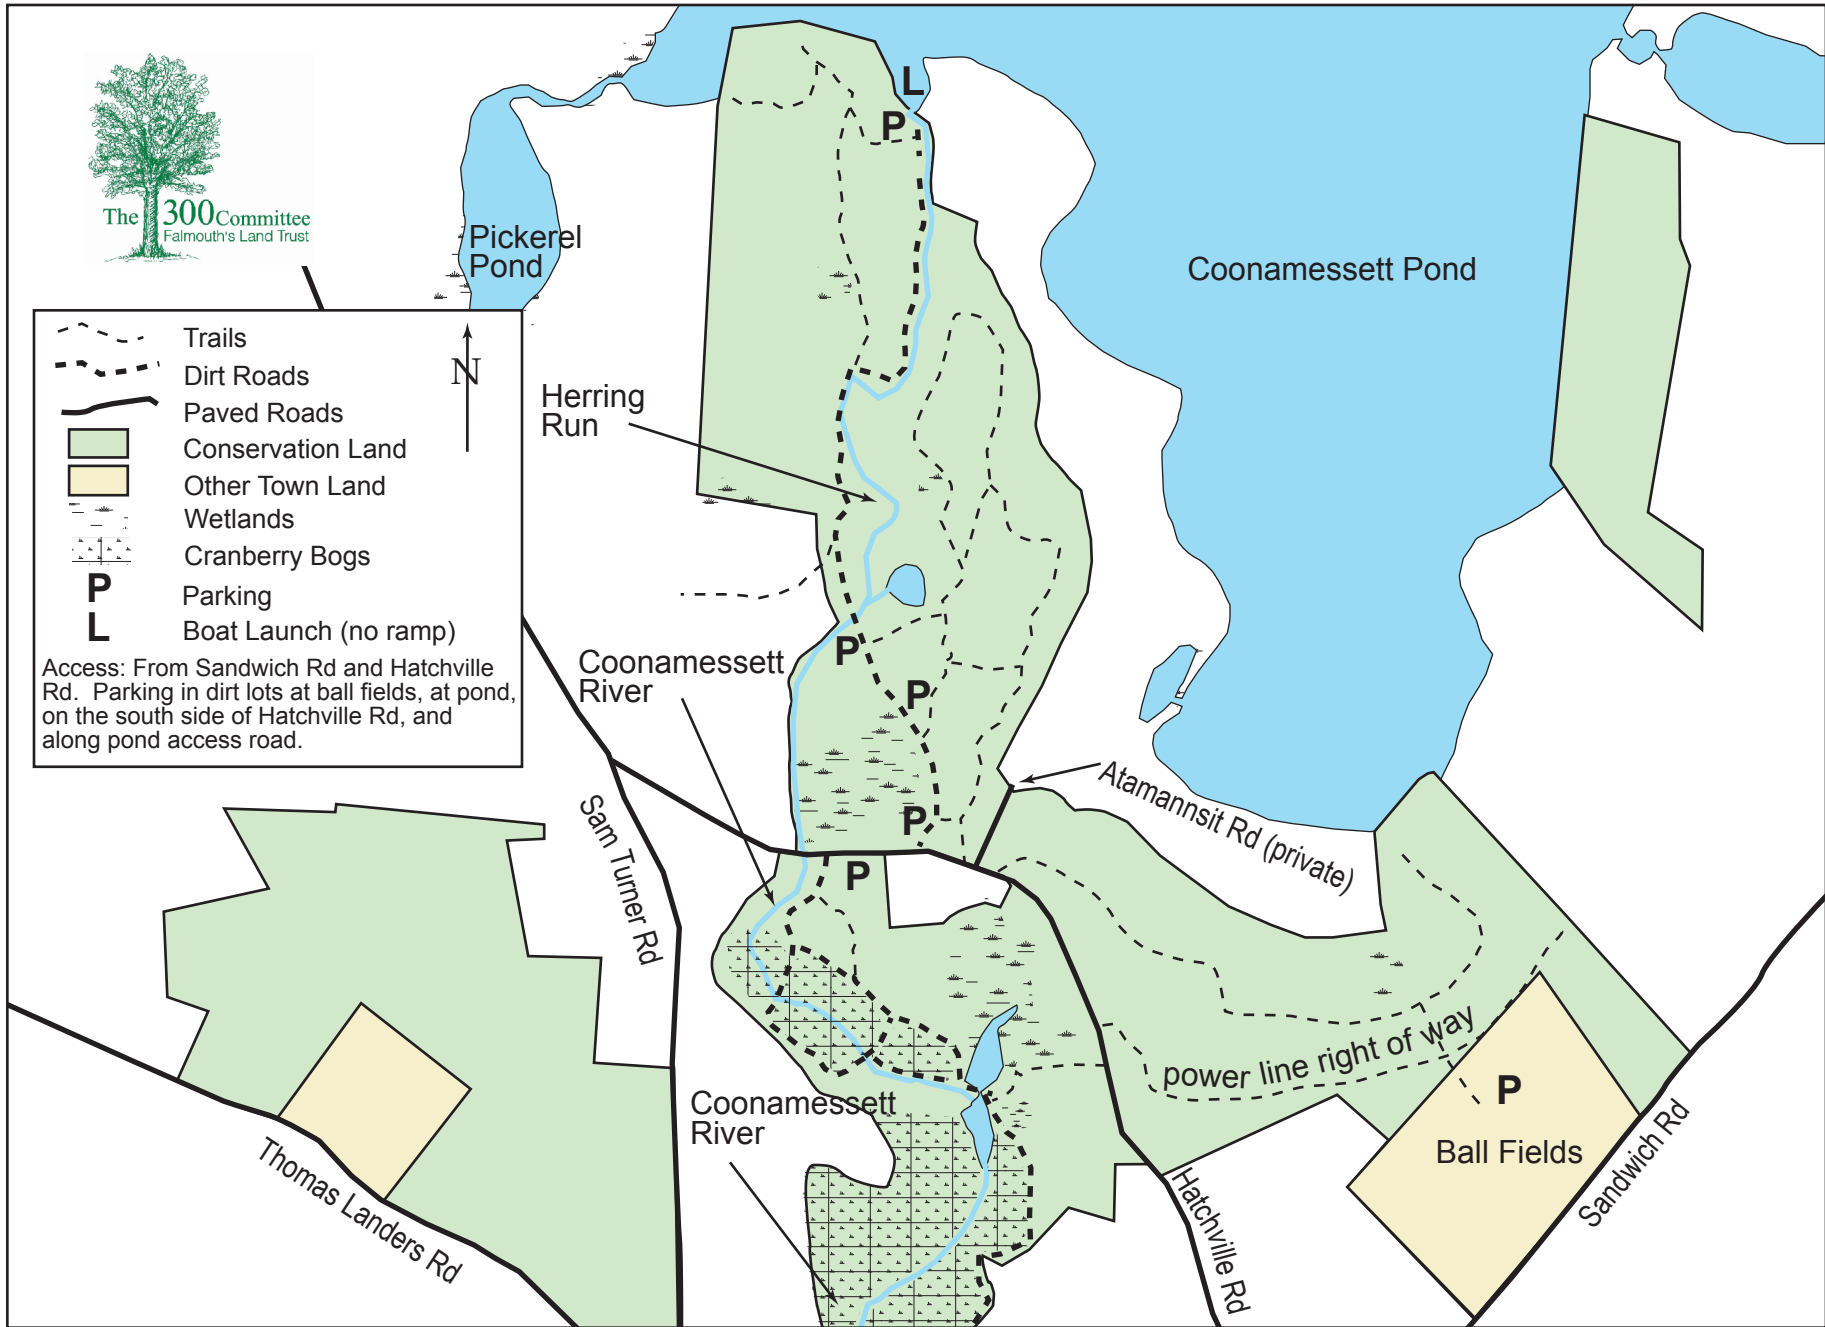 The 300 Committee
Falmouth's Land Trust
Pickerel
Pond
L
P
Coonamessett Pond
Trails
Dirt Roads
Paved Roads
Conservation Land
Other Town Land
Wetlands
Cranberry Bogs
P Parking
L Boat Launch (no ramp)
Access: From Sandwich Rd and Hatchville
Rd. Parking in dirt lots at ball fields, at pond,
on the south side of Hatchville Rd, and
along pond access road.
N
Herring
Run
Coonamessett
River
P
P
P
P
Atamannsit Rd (private)
Sam Turner Rd
Thomas Landers Rd
Coonamessett
River
power line right of way
P
Ball Fields
Hatchville Rd
Sandwich Rd